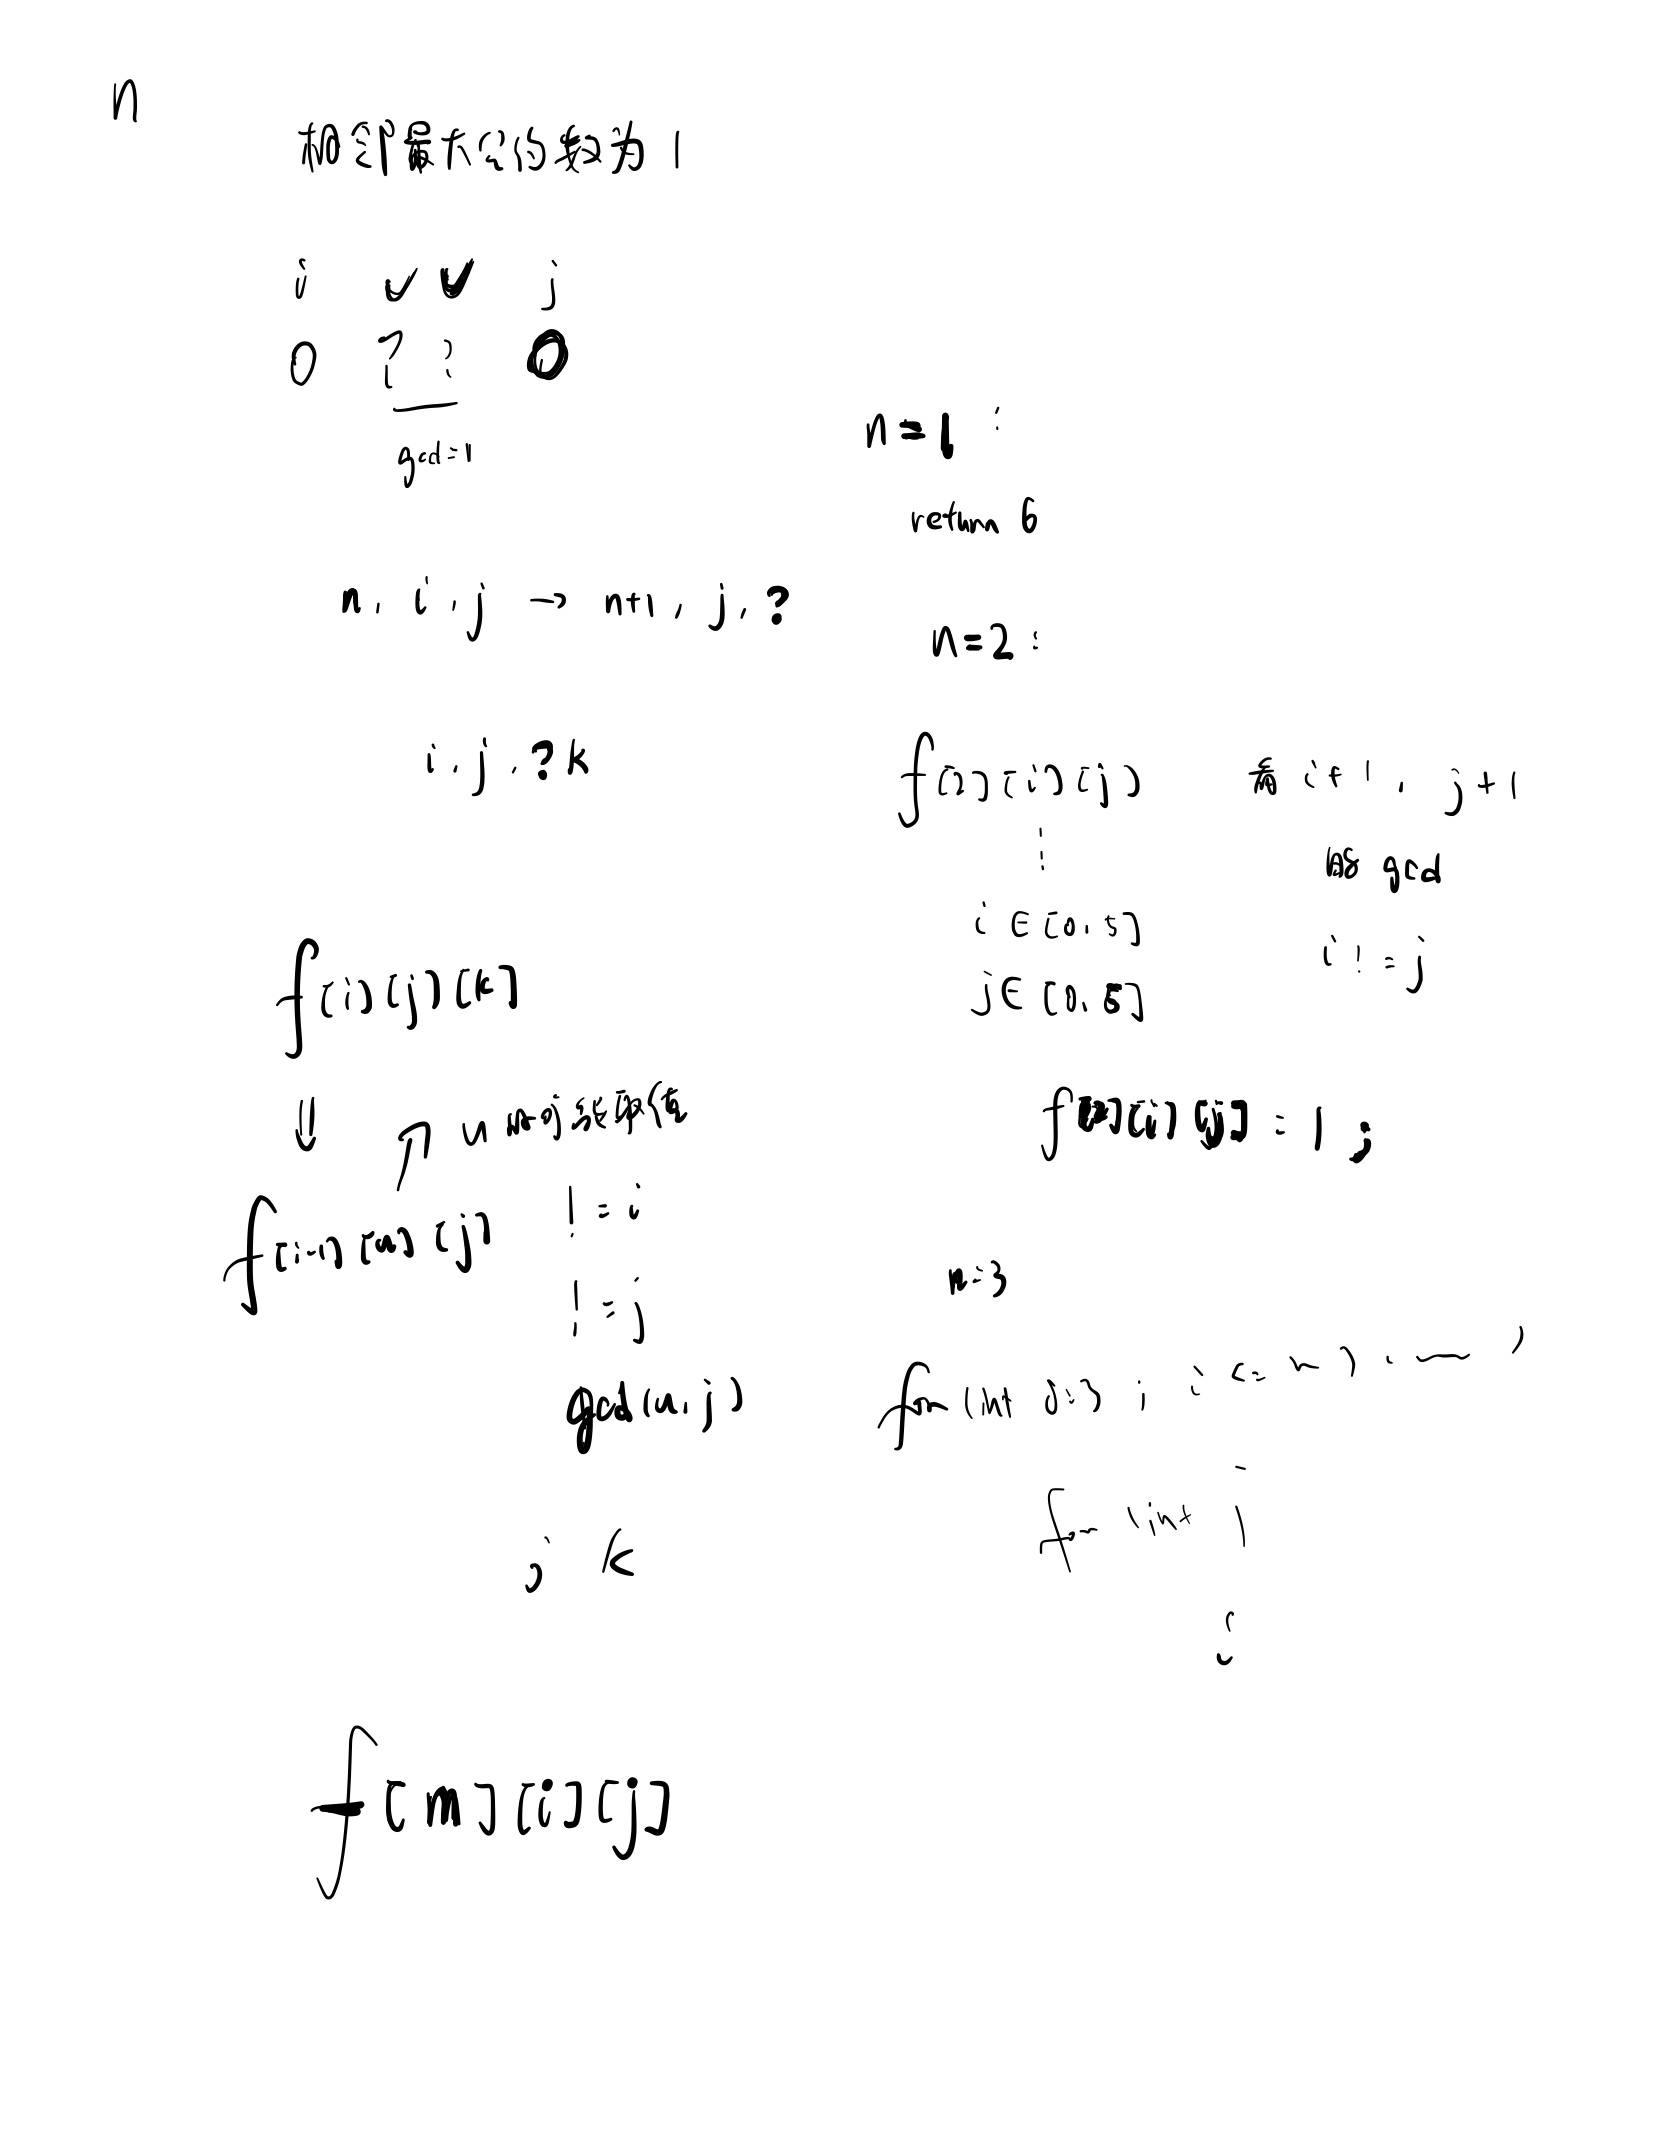 n
相邻最大公约数为 1
i j
0 ? ? 0
gcd=1
n, i, j → n+1, j, ?
i, j, ? k
f[i][j][k]
⇓ u 的可能取值
f[i-1][u][j] != i
!= j
gcd(u, j)
j k
f[m][i][j]
n=1 :
return 6
n=2 :
f[2][i][j] 看 i+1, j+1
的 gcd
i ∈ [0, 5]
i != j
j ∈ [0, 5]
f[2][i][j] = 1 ;
n=3
for (int
for (int